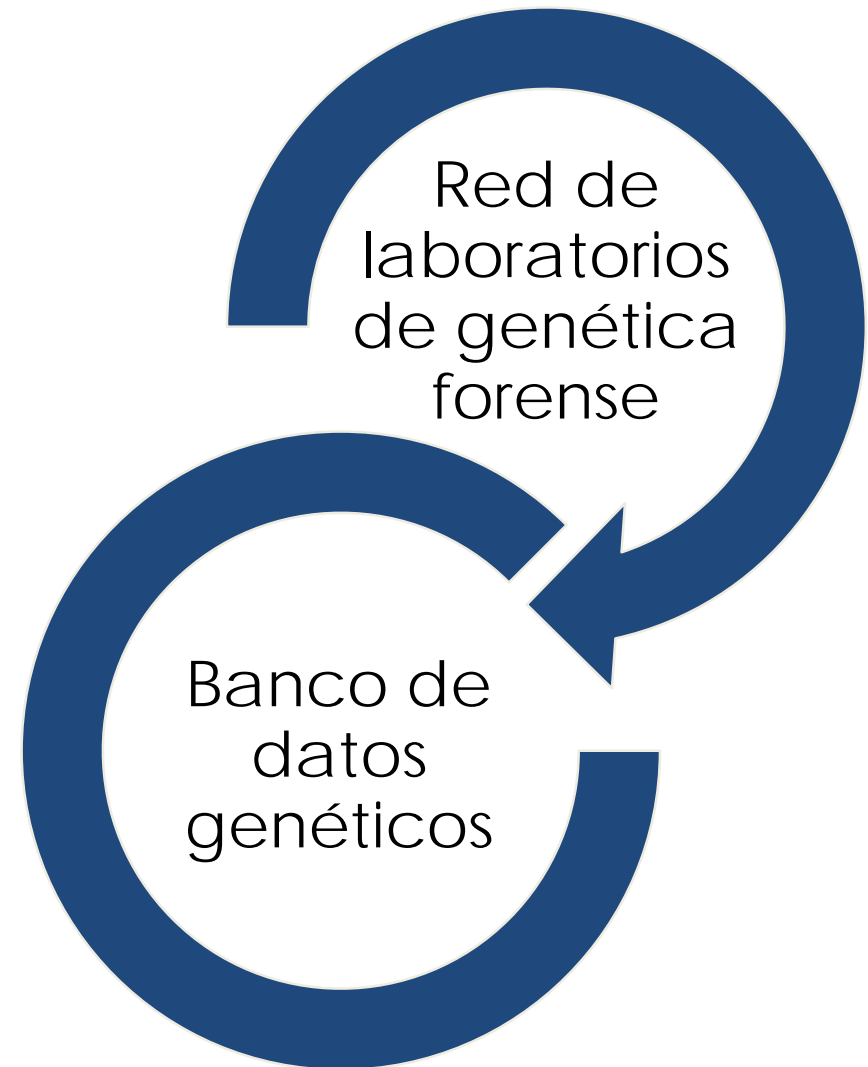 Red de
laboratorios
de genética
forense
Banco de
datos
genéticos